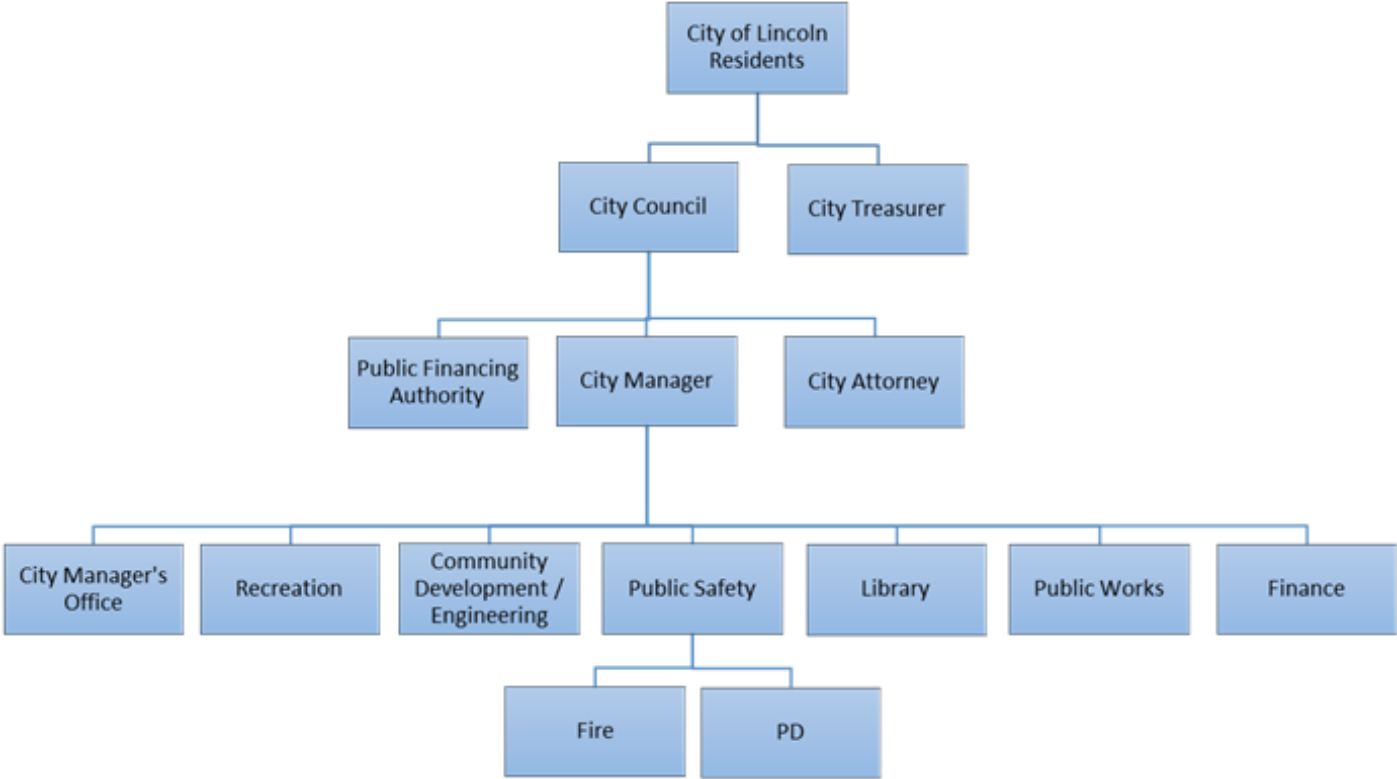 City of Lincoln
Residents
City Council
City Treasurer
Public Financing
Authority
City Manager
City Attorney
City Manager's
Office
Recreation
Community
Development /
Engineering
Public Safety
Library
Public Works
Finance
Fire
PD